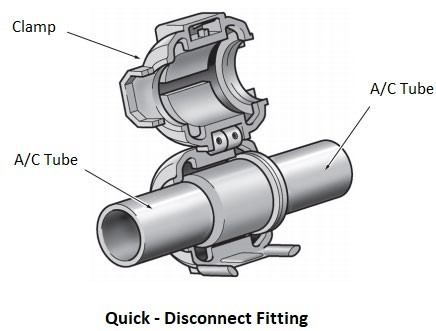 Clamp
A/C Tube
A/C Tube
Quick - Disconnect Fitting